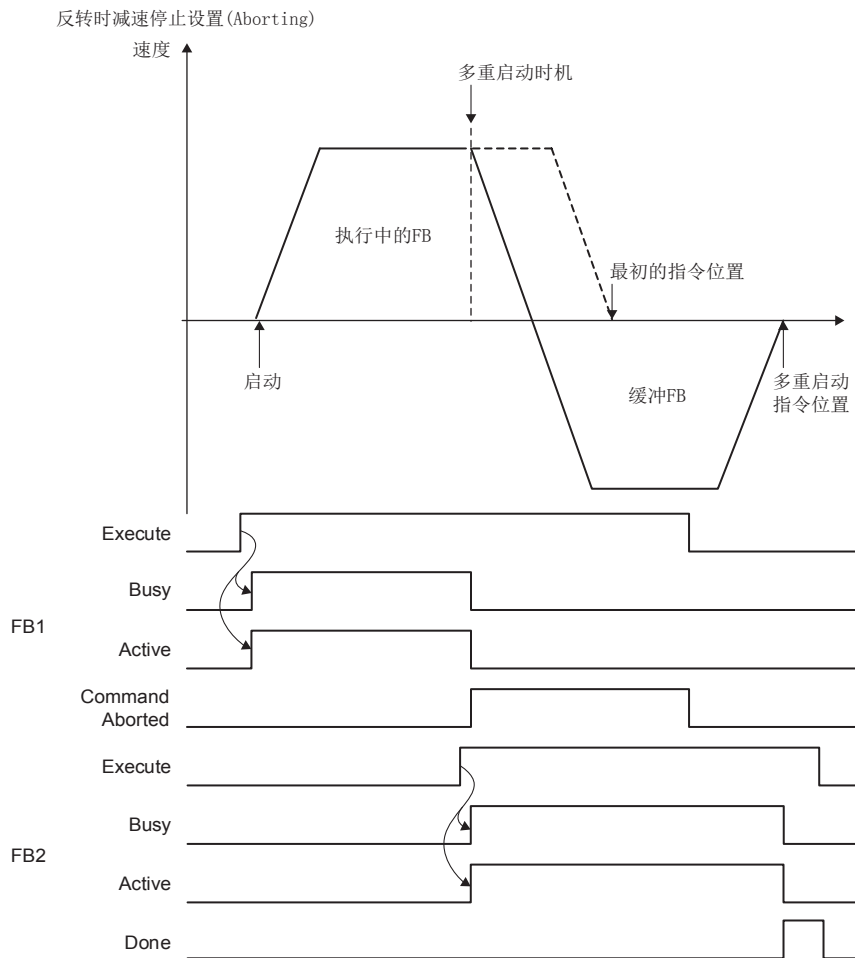 反转时减速停止设置(Aborting)
速度
多重启动时机
执行中的FB
最初的指令位置
启动
缓冲FB
多重启动
指令位置
Execute
Busy
FB1
Active
Command
Aborted
Execute
Busy
FB2
Active
Done